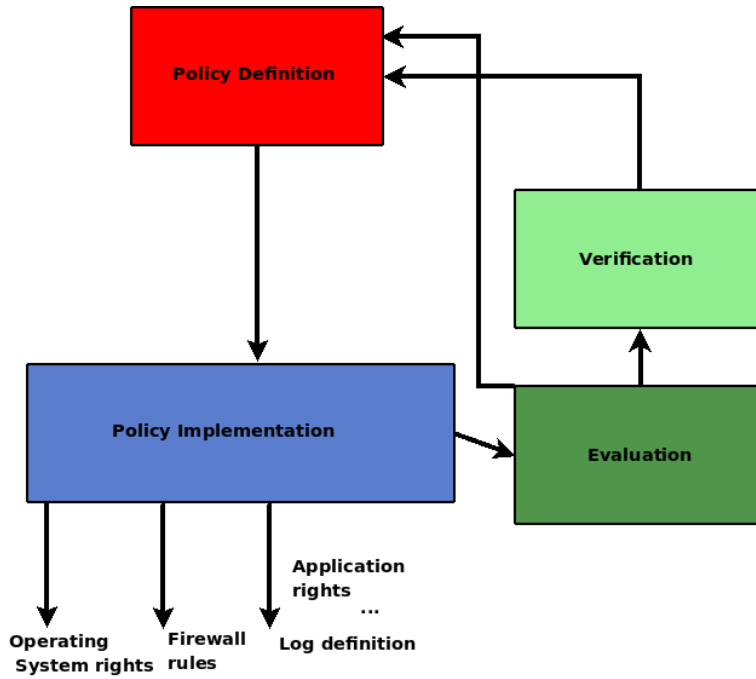 Policy Definition
Verification
Policy Implementation
Evaluation
Application
rights
...
Operating
System rights
Firewall
rules
Log definition